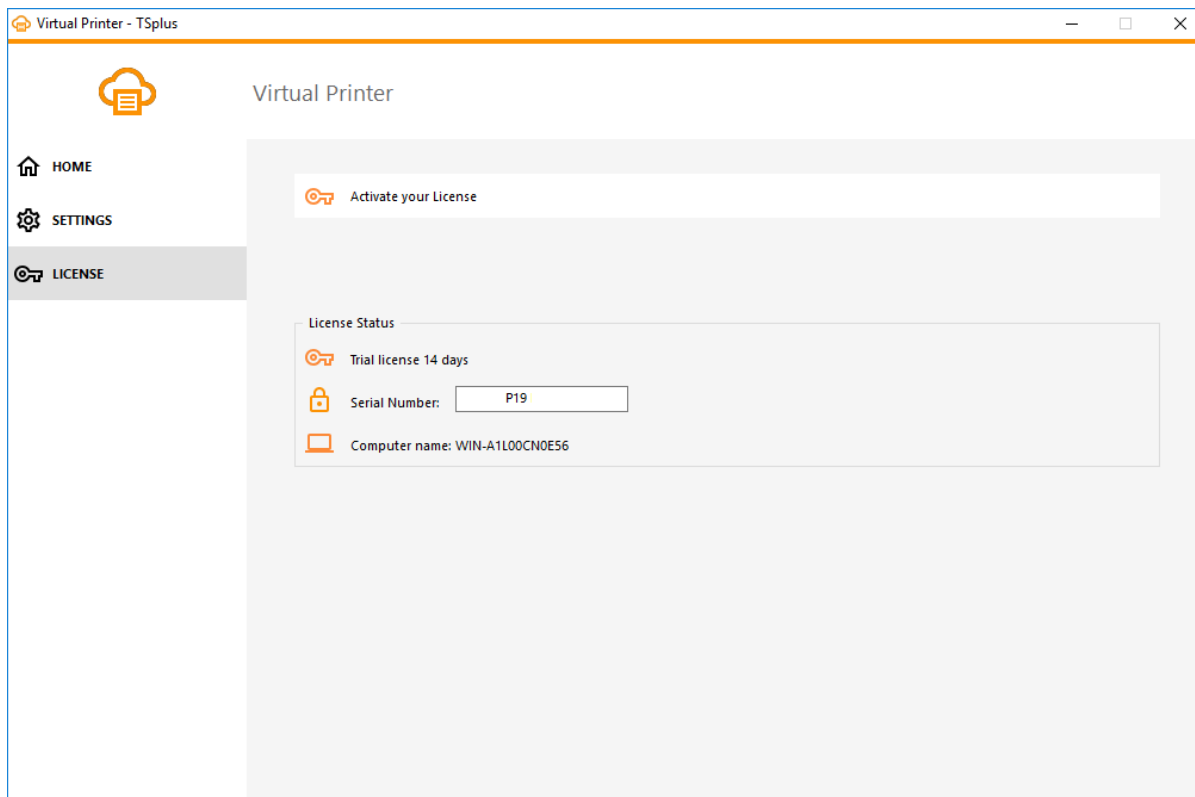 Virtual Printer - TSplus
Virtual Printer
HOME
SETTINGS
LICENSE
Activate your License
License Status
Trial license 14 days
Serial Number: P19
Computer name: WIN-A1L00CN0E56